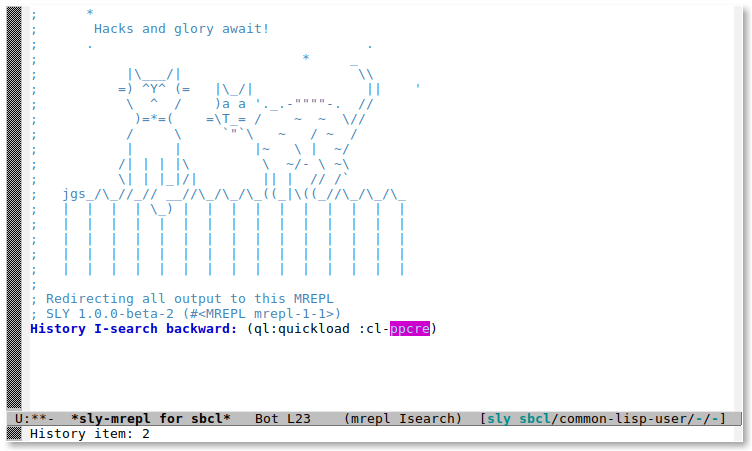 ;      *
;       Hacks and glory await!
;      .                                  .
;                                 *     _
;           |\___/|                      \\
;          =) ^Y^ (=   |\_/|              ||    '
;           \  ^  /    )a a '._.-""""-.  //
;            )=*=(    =\T_= /    ~  ~  \//
;           /     \     `"`\   ~   / ~  /
;           |     |         |~   \ |  ~/
;          /| | | |\         \  ~/- \ ~\
;          \| | |_|/|        || |  // /`
;   jgs_/\_//_// __//\_/\_/\_((_|\((_//\_/\_/\_
;   |  |  |  | \_) |  |  |  |  |  |  |  |  |  |
;   |  |  |  |  |  |  |  |  |  |  |  |  |  |  |
;   |  |  |  |  |  |  |  |  |  |  |  |  |  |  |
;   |  |  |  |  |  |  |  |  |  |  |  |  |  |  |
;   |  |  |  |  |  |  |  |  |  |  |  |  |  |  |
;
; Redirecting all output to this MREPL
; SLY 1.0.0-beta-2 (#<MREPL mrepl-1-1>)
History I-search backward: (ql:quickload :cl-ppcre)
U:**-  *sly-mrepl for sbcl*   Bot L23    (mrepl Isearch)  [sly sbcl/common-lisp-user/-/-]
History item: 2